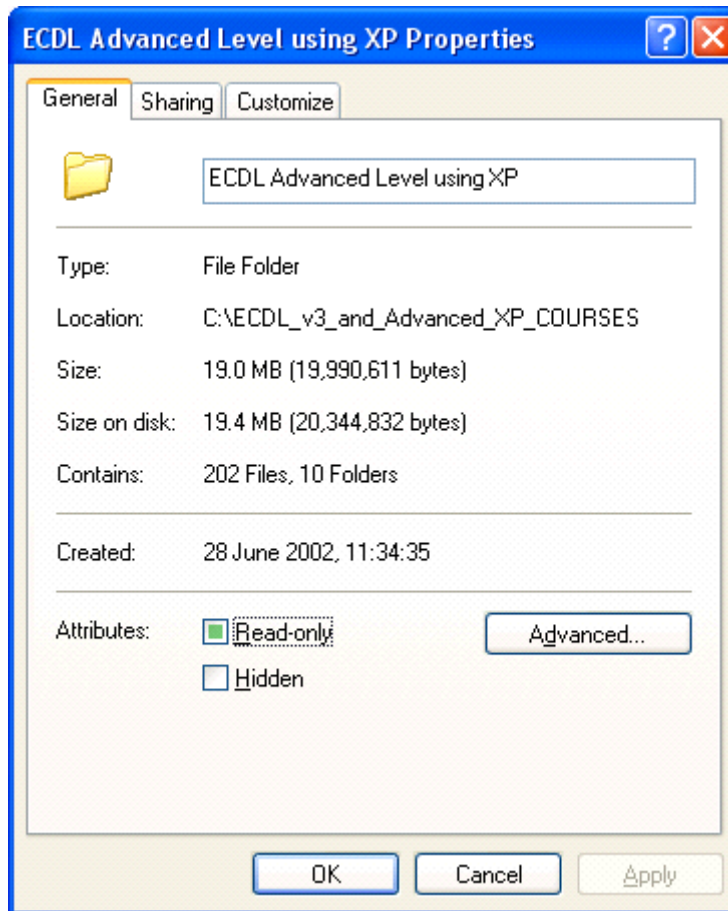 ECDL Advanced Level using XP Properties
General Sharing Customize
ECDL Advanced Level using XP
Type: File Folder
Location: C:\ECDL_v3_and_Advanced_XP_COURSES
Size: 19.0 MB (19,990,611 bytes)
Size on disk: 19.4 MB (20,344,832 bytes)
Contains: 202 Files, 10 Folders
Created: 28 June 2002, 11:34:35
Attributes: Read-only Advanced...
Hidden
OK Cancel Apply